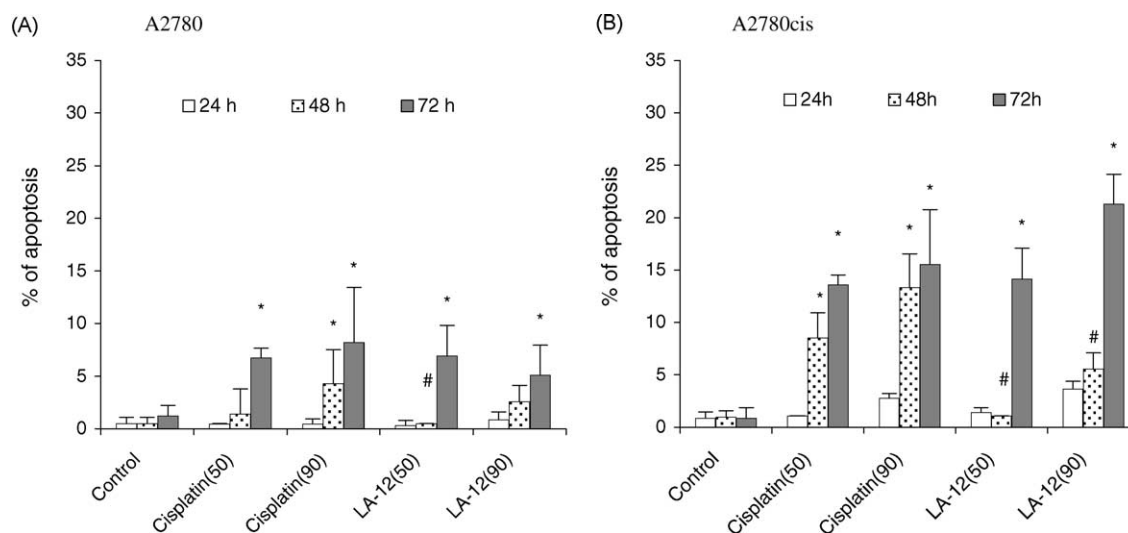 (A) A2780
35
30
25
20
15
10
5
0
% of apoptosis
24 h 48 h 72 h
*
*
*
#
*
*
Control
Cisplatin(50)
Cisplatin(90)
LA-12(50)
LA-12(90)
(B) A2780cis
35
30
25
20
15
10
5
0
% of apoptosis
24h 48h 72h
*
*
*
*
#
*
#
*
Control
Cisplatin(50)
Cisplatin(90)
LA-12(50)
LA-12(90)